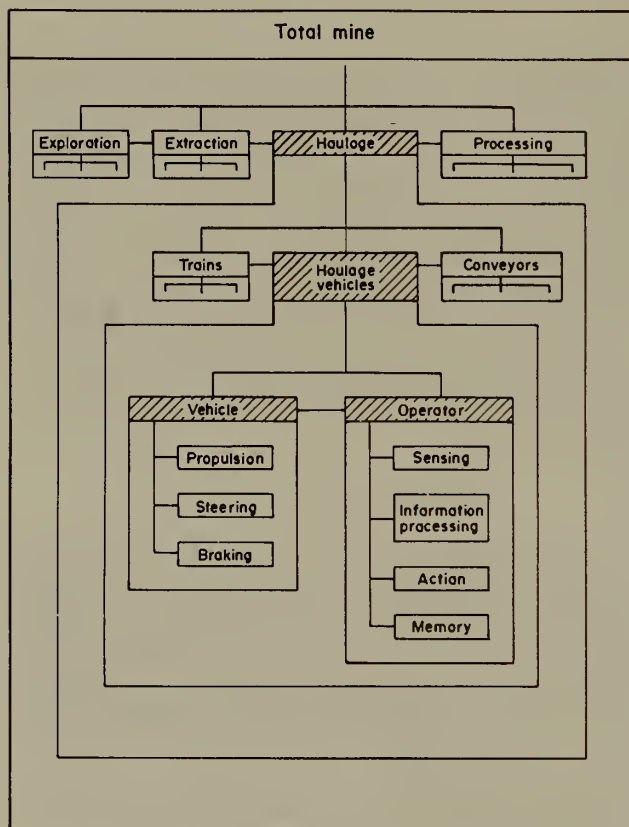 Total mine
Exploration
Extraction
Haulage
Processing
Trains
Haulage
vehicles
Conveyors
Vehicle
Operator
Propulsion
Steering
Braking
Sensing
Information
processing
Action
Memory